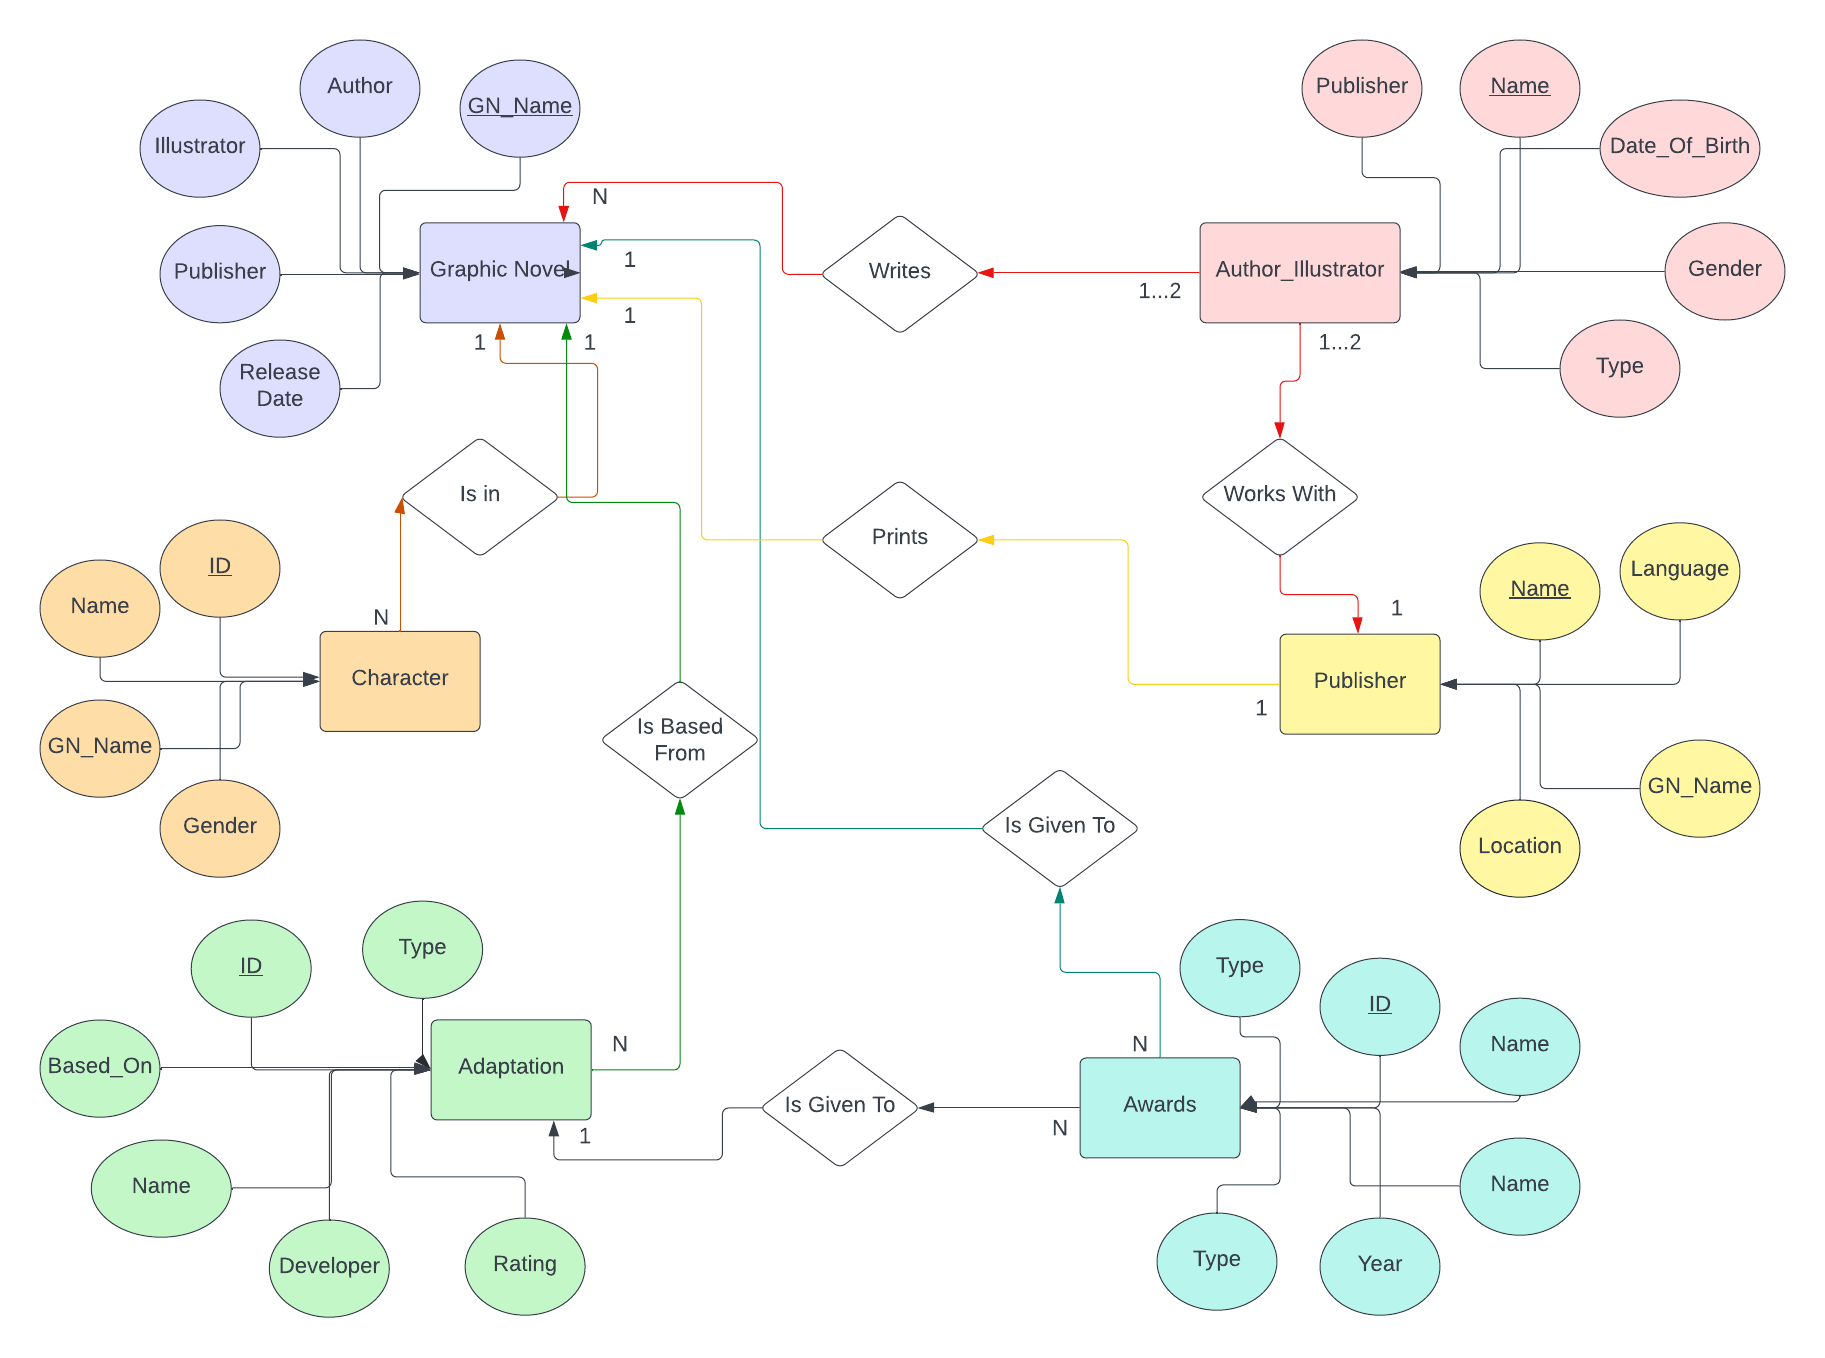 Author
Publisher
Name
GN_Name
Illustrator
Date_Of_Birth
N
Publisher
1
Graphic Novel
Writes
Author_Illustrator
Gender
1...2
1
1
1
1...2
Release
Date
Type
Is in
Works With
Prints
ID
Language
Name
Name
N
1
Character
Publisher
1
Is Based
From
GN_Name
GN_Name
Gender
Is Given To
Location
Type
ID
Type
ID
Name
N
N
Based_On
Adaptation
Is Given To
Awards
N
1
Name
Name
Developer
Rating
Type
Year